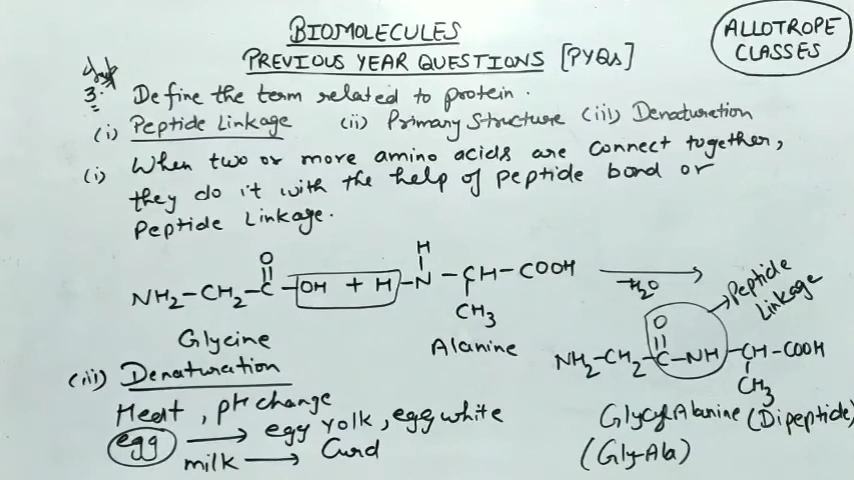 BIOMOLECULES
PREVIOUS YEAR QUESTIONS [PYQs]
ALLOTROPE
CLASSES
3. Define the term related to protein.
(i) Peptide Linkage (ii) Primary Structure (iii) Denaturation
(i) When two or more amino acids are connect together,
they do it with the help of peptide bond or
Peptide Linkage.
O
H
NH2-CH2-C-OH + H-N-CH-COOH -H2O
CH3
Glycine
Alanine
Peptide
Linkage
O
NH2-CH2-C-NH-CH-COOH
CH3
GlycylAlanine (Dipeptide)
(Gly-Ala)
(iii) Denaturation
Heat, pH change
egg → egg yolk, egg white
milk → Curd